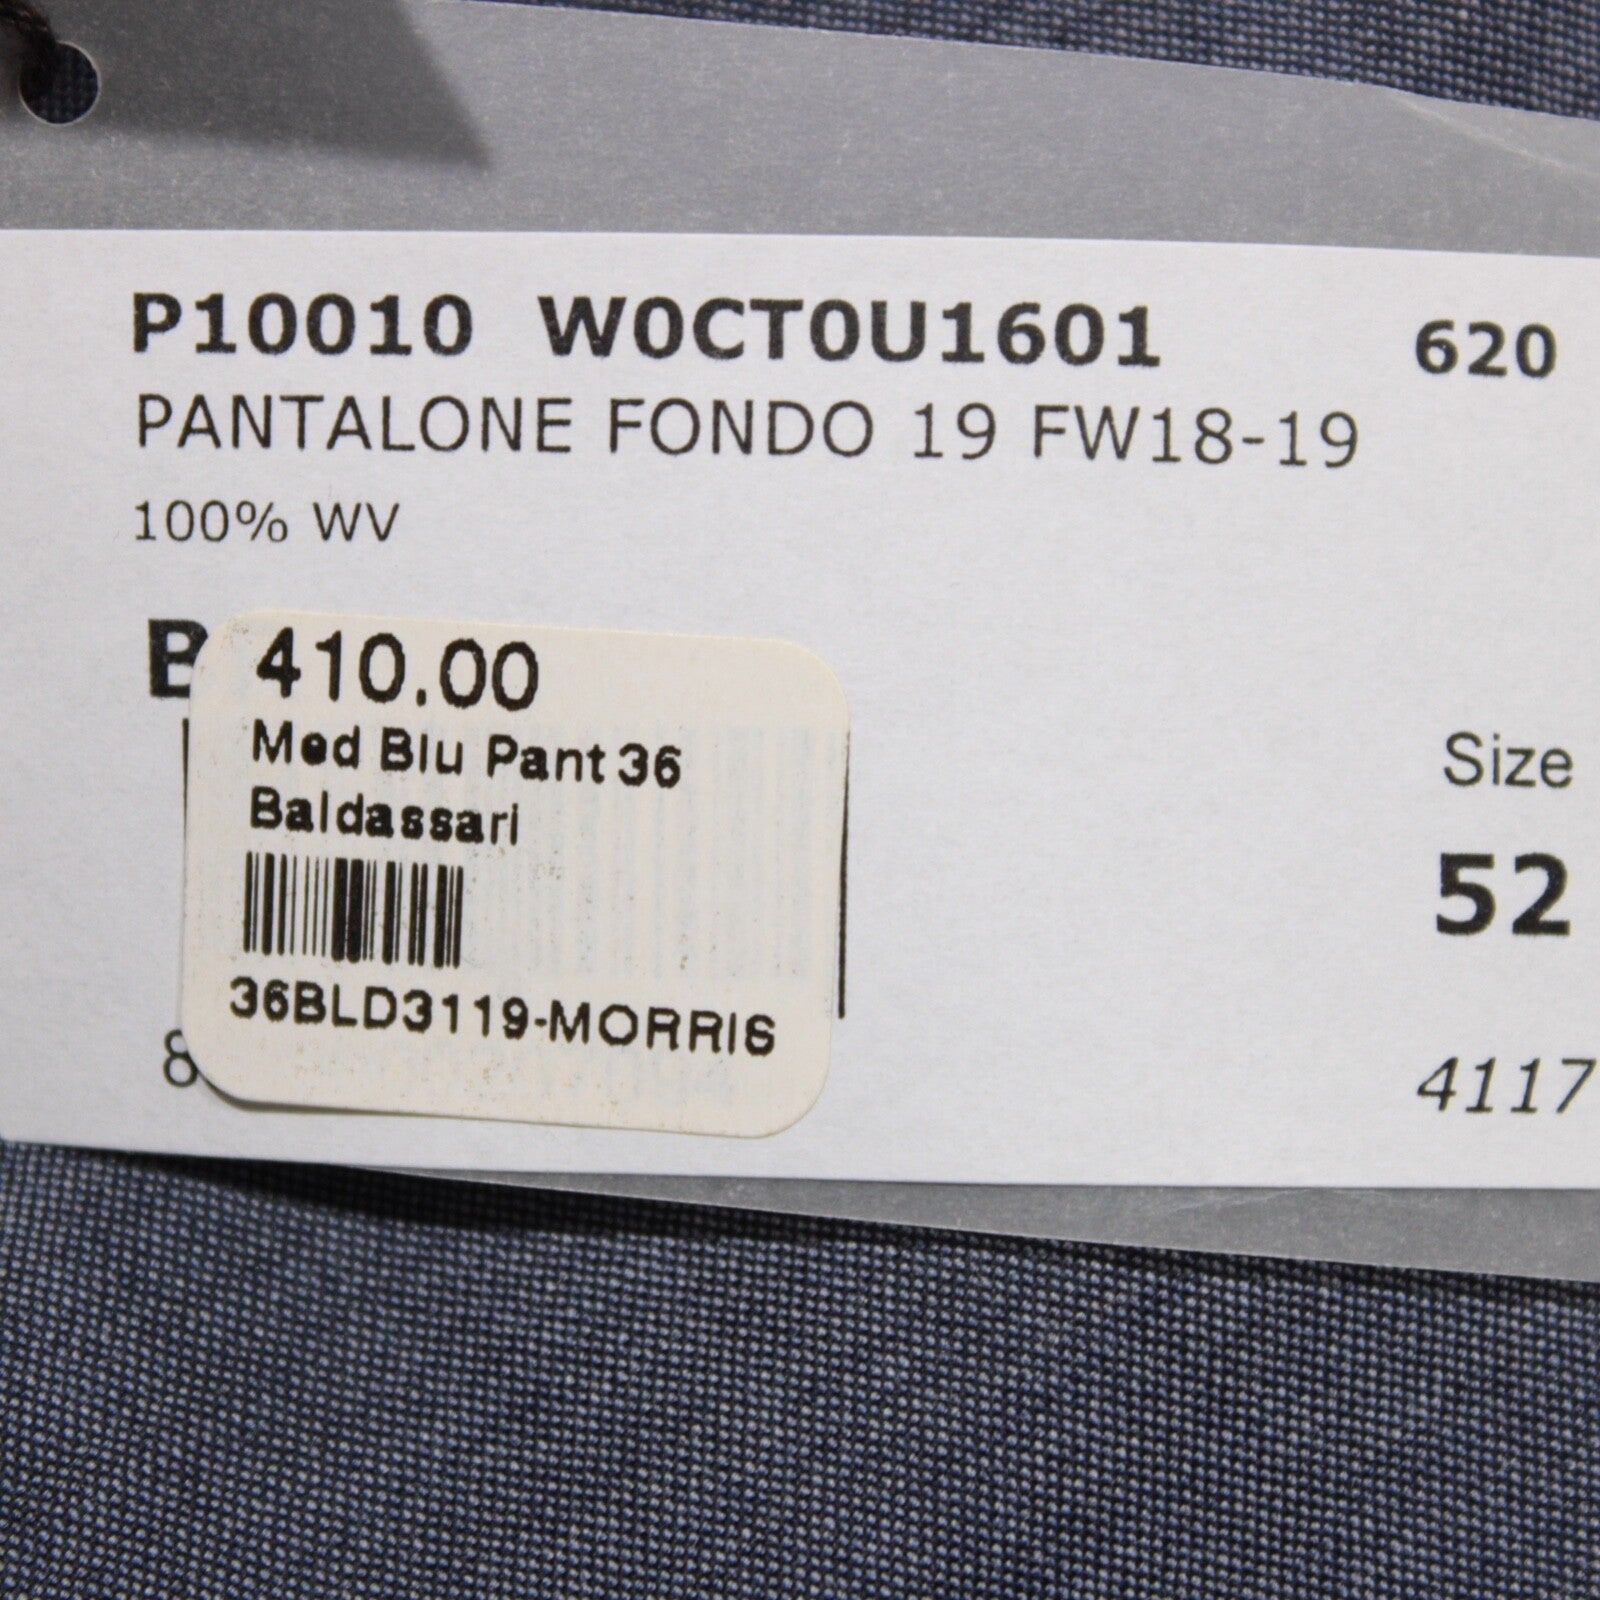 P10010 W0CT0U1601 620
PANTALONE FONDO 19 FW18-19
100% WV
B
410.00
Med Blu Pant 36
Baldassari
36BLD3119-MORRIS
8
Size
52
4117